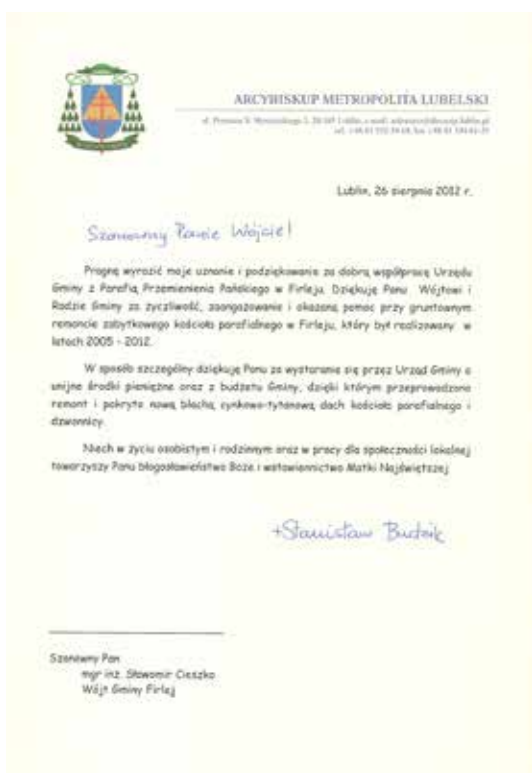 ARCYBISKUP METROPOLITA LUBELSKI
Lublin, 26 sierpnia 2012 r.
Szanowny Panie Wójcie!
Pragnę wyrazić moje uznanie i podziękowanie za dobrą współpracę Urzędu
Gminy z Parafią Przemienienia Pańskiego w Firleju. Dziękuję Panu Wójtowi i
Radzie Gminy za życzliwość, zaangażowanie i okazaną pomoc przy gruntownym
remoncie zabytkowego kościoła parafialnego w Firleju, który był realizowany w
latach 2005 - 2012.
W sposób szczególny dziękuję Panu za wystaranie się przez Urząd Gminy o
unijne środki pieniężne oraz z budżetu Gminy, dzięki którym przeprowadzono
remont i pokryto nową blachą cynkowo-tytanową dach kościoła parafialnego i
dzwonnicy.
Niech w życiu osobistym i rodzinnym oraz w pracy dla społeczności lokalnej
towarzyszy Panu błogosławieństwo Boże i wstawiennictwo Matki Najświętszej
+Stanisław Budzik
Szanowny Pan
mgr inż. Sławomir Cieszko
Wójt Gminy Firlej